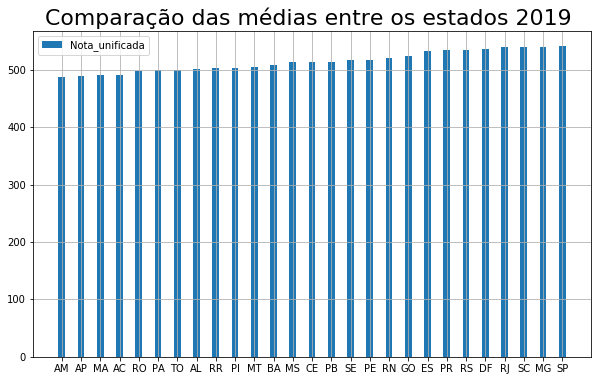 Comparação das médias entre os estados 2019
Nota_unificada
500
400
300
200
100
0
AM AP MA AC RO PA TO AL RR PI MT BA MS CE PB SE PE RN GO ES PR RS DF RJ SC MG SP